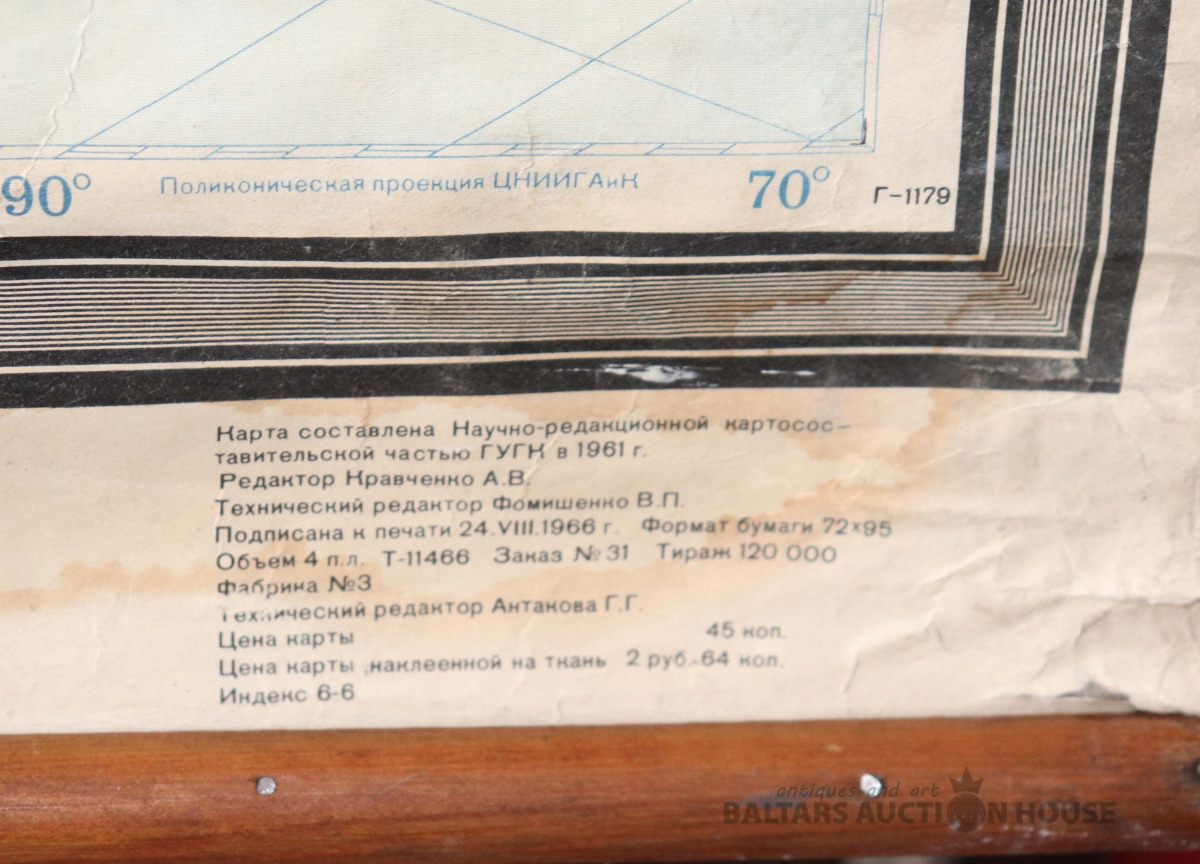 90°
Поликоническая проекция ЦНИИГАиК
70°
Г-1179
Карта составлена Научно-редакционной картосос-
тавительской частью ГУГК в 1961 г.
Редактор Кравченко А.В.
Технический редактор Фомишенко В.П.
Подписана к печати 24.VIII.1966 г. Формат бумаги 72×95
Объем 4 п.л. Т-11466 Заказ №31 Тираж 120 000
Фабрика №3
Технический редактор Антакова Г.Г.
Цена карты 45 коп.
Цена карты ,наклеенной на ткань 2 руб.-64 коп.
Индекс 6-6
antiques and art
BALTARS AUCTION HOUSE